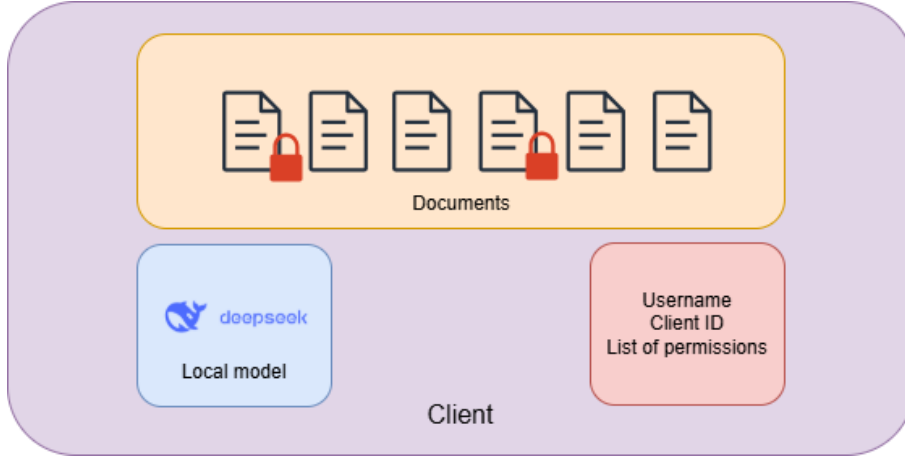 Documents
deepseek
Local model
Username
Client ID
List of permissions
Client